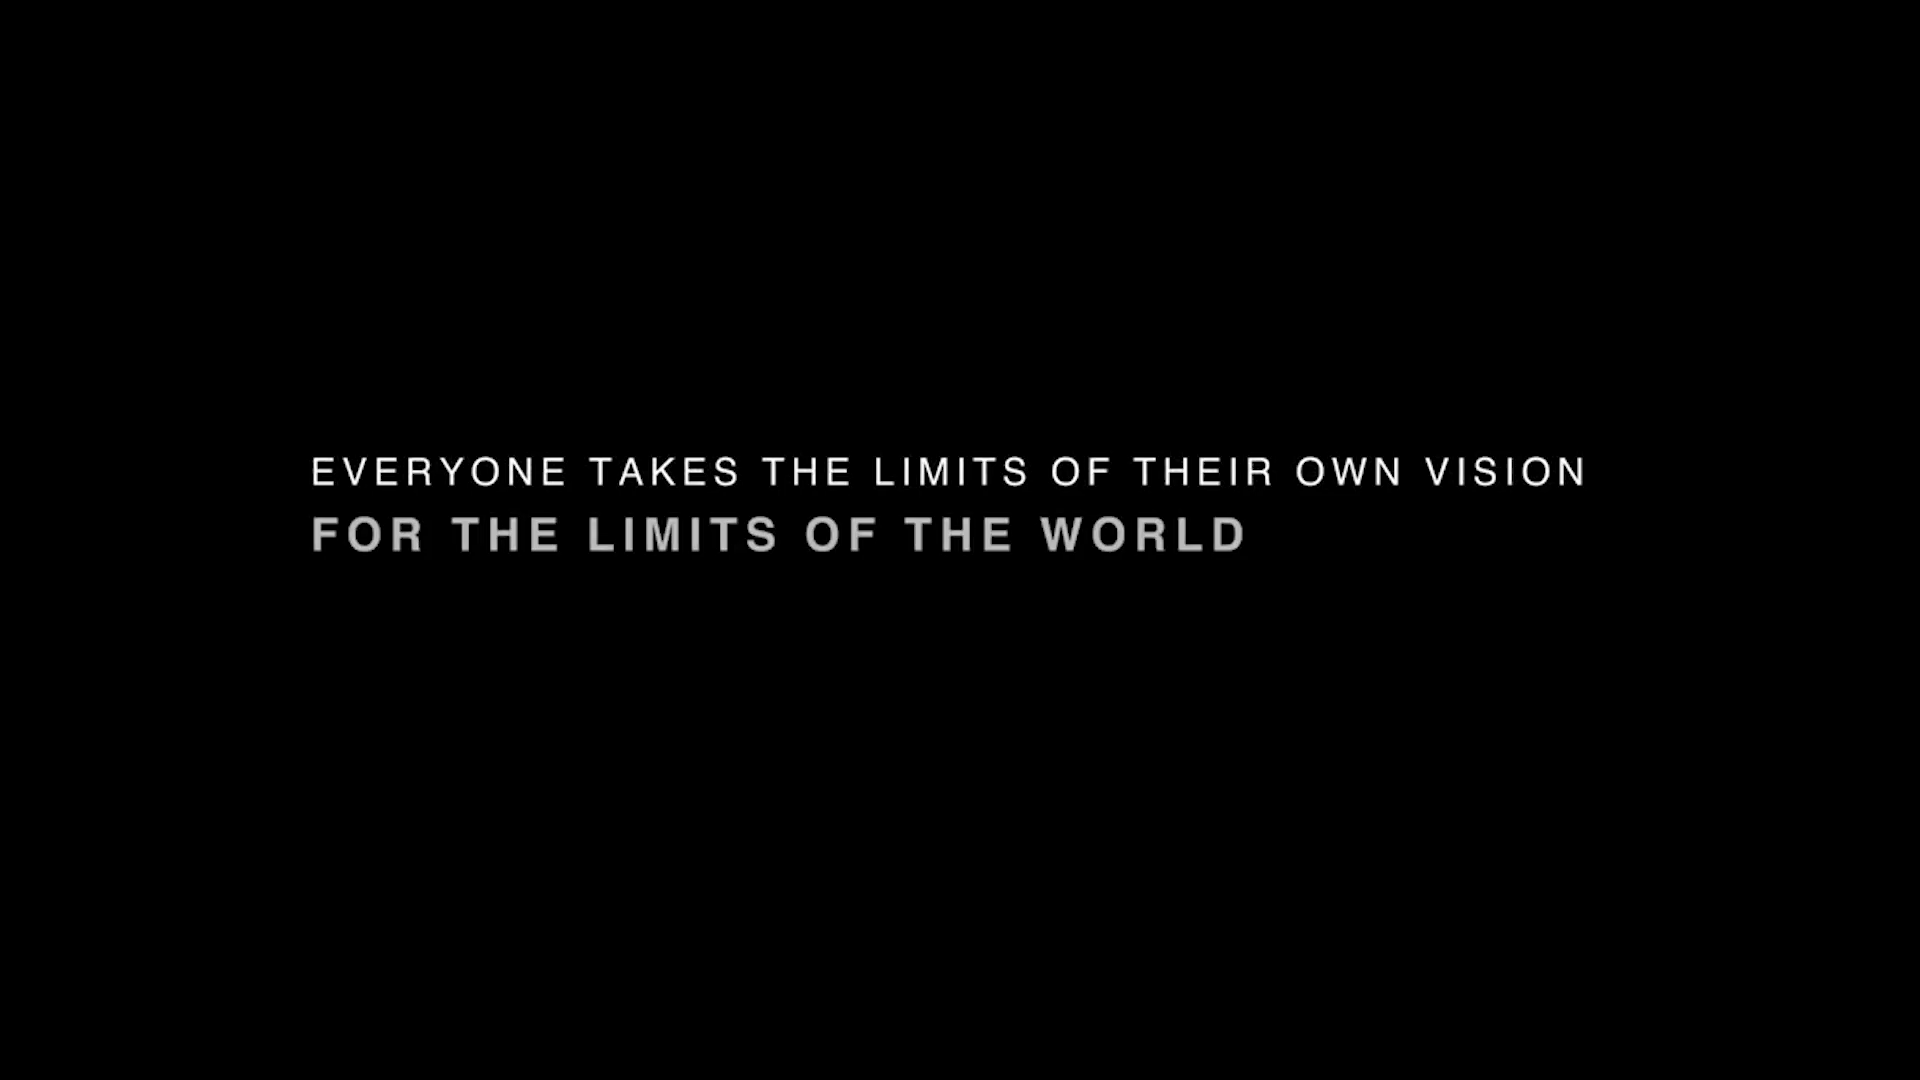 EVERYONE TAKES THE LIMITS OF THEIR OWN VISION
FOR THE LIMITS OF THE WORLD